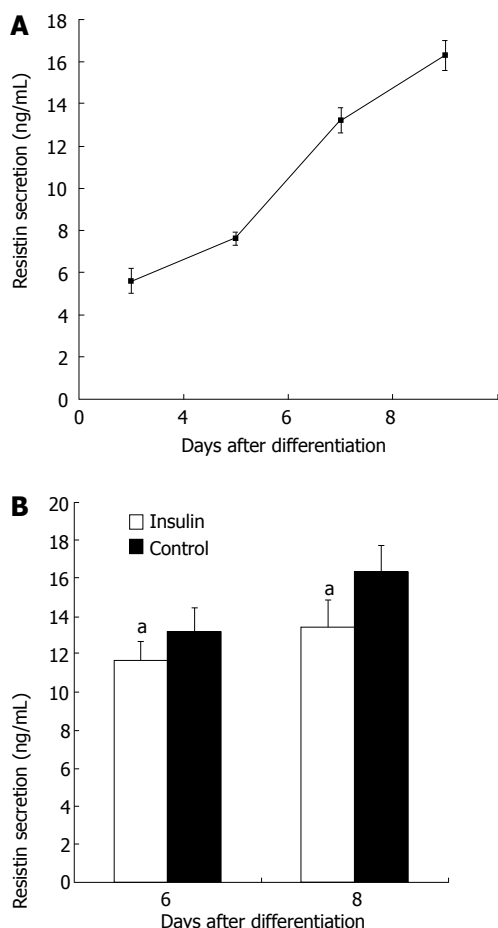 A
Resistin secretion (ng/mL)
18
16
14
12
10
8
6
4
2
0
0 4 6 8
Days after differentiation
B
Resistin secretion (ng/mL)
20
18
16
14
12
10
8
6
4
2
0
Insulin
Control
a
a
6 8
Days after differentiation